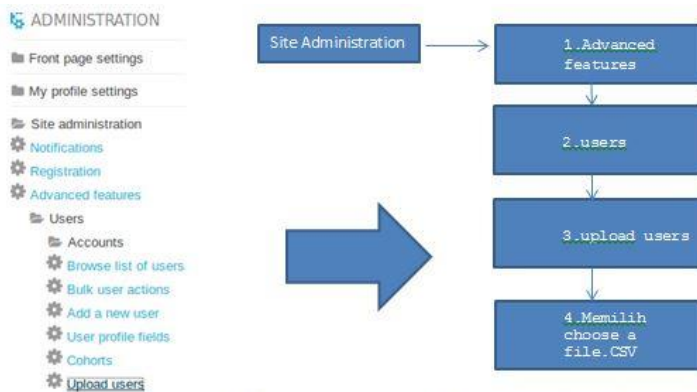 ADMINISTRATION
Front page settings
My profile settings
Site administration
Notifications
Registration
Advanced features
Users
Accounts
Browse list of users
Bulk user actions
Add a new user
User profile fields
Cohorts
Upload users
Site Administration
1.Advanced
features
2.users
3.upload users
4.Memilih
choose a
file.CSV